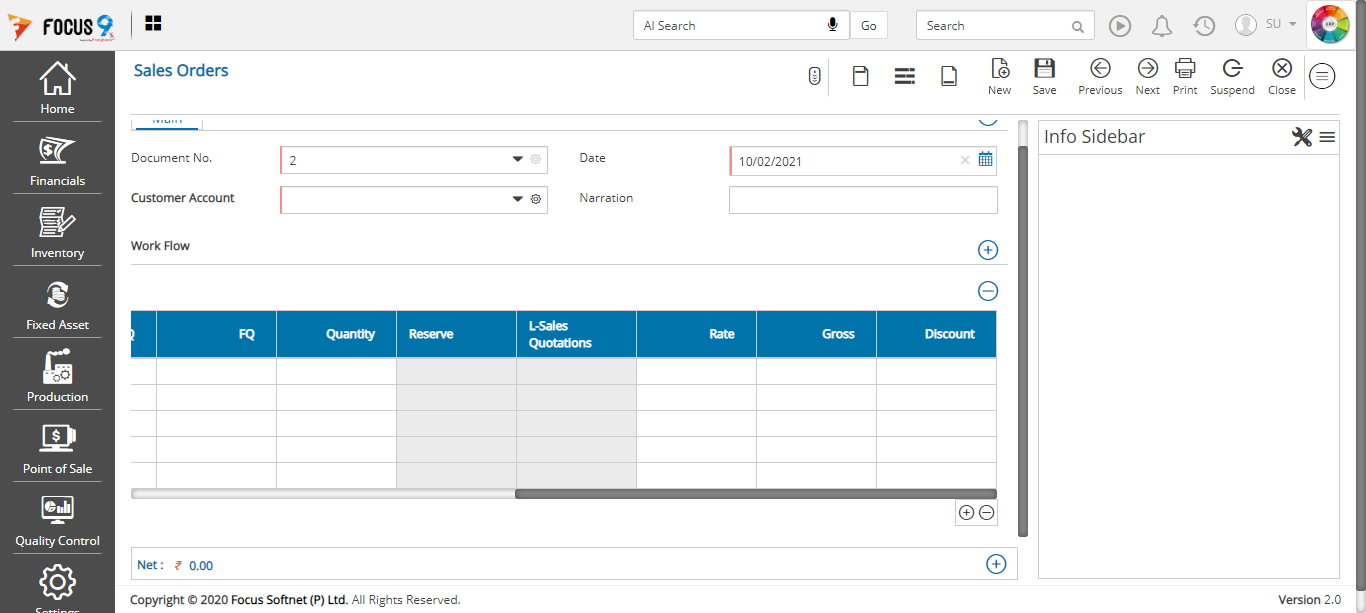 FOCUS 9
AI Search
Go
Search
SU
ERP
Home
Financials
Inventory
Fixed Asset
Production
Point of Sale
Quality Control
Settings
Sales Orders
New
Save
Previous
Next
Print
Suspend
Close
Main
Document No.
2
Date
10/02/2021
Customer Account
Narration
Work Flow
Q
FQ
Quantity
Reserve
L-Sales
Quotations
Rate
Gross
Discount
Net : ₹ 0.00
Info Sidebar
Copyright © 2020 Focus Softnet (P) Ltd. All Rights Reserved.
Version 2.0